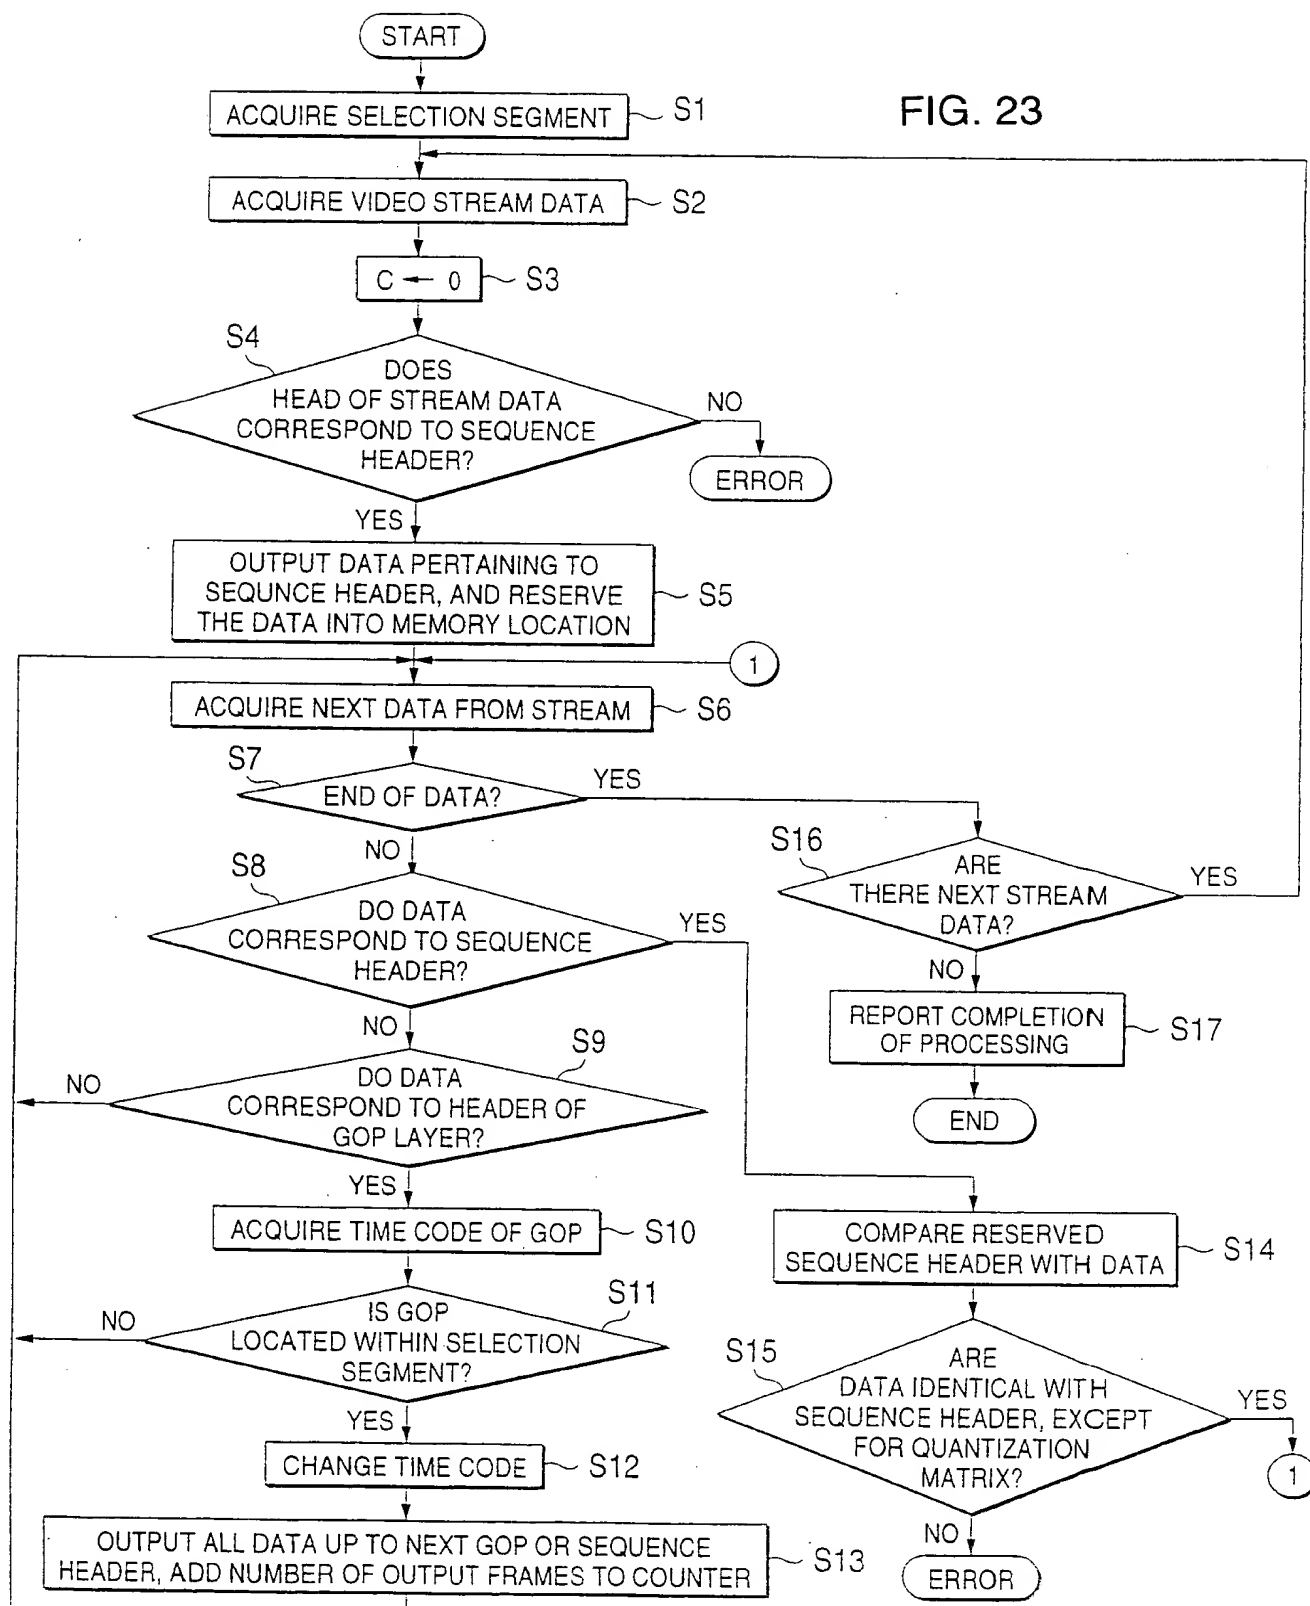 START
FIG. 23
ACQUIRE SELECTION SEGMENT
S1
ACQUIRE VIDEO STREAM DATA
S2
C ← 0
S3
S4
DOES
HEAD OF STREAM DATA
CORRESPOND TO SEQUENCE
HEADER?
NO
ERROR
YES
OUTPUT DATA PERTAINING TO
SEQUNCE HEADER, AND RESERVE
THE DATA INTO MEMORY LOCATION
S5
1
ACQUIRE NEXT DATA FROM STREAM
S6
S7
END OF DATA?
YES
NO
S16
ARE
THERE NEXT STREAM
DATA?
YES
NO
REPORT COMPLETION
OF PROCESSING
S17
END
S8
DO DATA
CORRESPOND TO SEQUENCE
HEADER?
YES
NO
S9
DO DATA
CORRESPOND TO HEADER OF
GOP LAYER?
NO
YES
ACQUIRE TIME CODE OF GOP
S10
S11
IS GOP
LOCATED WITHIN SELECTION
SEGMENT?
NO
YES
CHANGE TIME CODE
S12
OUTPUT ALL DATA UP TO NEXT GOP OR SEQUENCE
HEADER, ADD NUMBER OF OUTPUT FRAMES TO COUNTER
S13
COMPARE RESERVED
SEQUENCE HEADER WITH DATA
S14
S15
ARE
DATA IDENTICAL WITH
SEQUENCE HEADER, EXCEPT
FOR QUANTIZATION
MATRIX?
YES
1
NO
ERROR